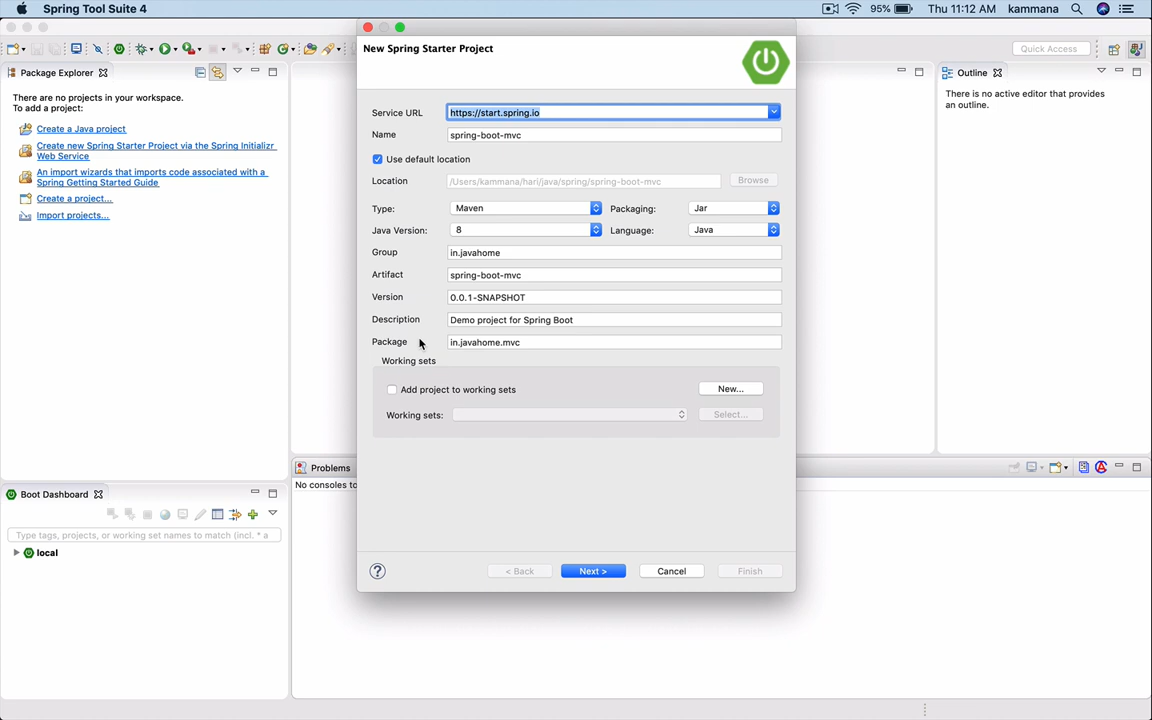 Spring Tool Suite 4
95%
Thu 11:12 AM
kammana
Quick Access
Package Explorer
There are no projects in your workspace.
To add a project:
Create a Java project
Create new Spring Starter Project via the Spring Initializr
Web Service
An import wizards that imports code associated with a
Spring Getting Started Guide
Create a project...
Import projects...
New Spring Starter Project
Service URL
https://start.spring.io
Name
spring-boot-mvc
Use default location
Location
/Users/kammana/hari/java/spring/spring-boot-mvc
Browse
Type:
Maven
Packaging:
Jar
Java Version:
8
Language:
Java
Group
in.javahome
Artifact
spring-boot-mvc
Version
0.0.1-SNAPSHOT
Description
Demo project for Spring Boot
Package
in.javahome.mvc
Working sets
Add project to working sets
New...
Working sets:
Select...
< Back
Next >
Cancel
Finish
Outline
There is no active editor that provides
an outline.
Problems
No consoles to
Boot Dashboard
Type tags, projects, or working set names to match (incl. * a
local